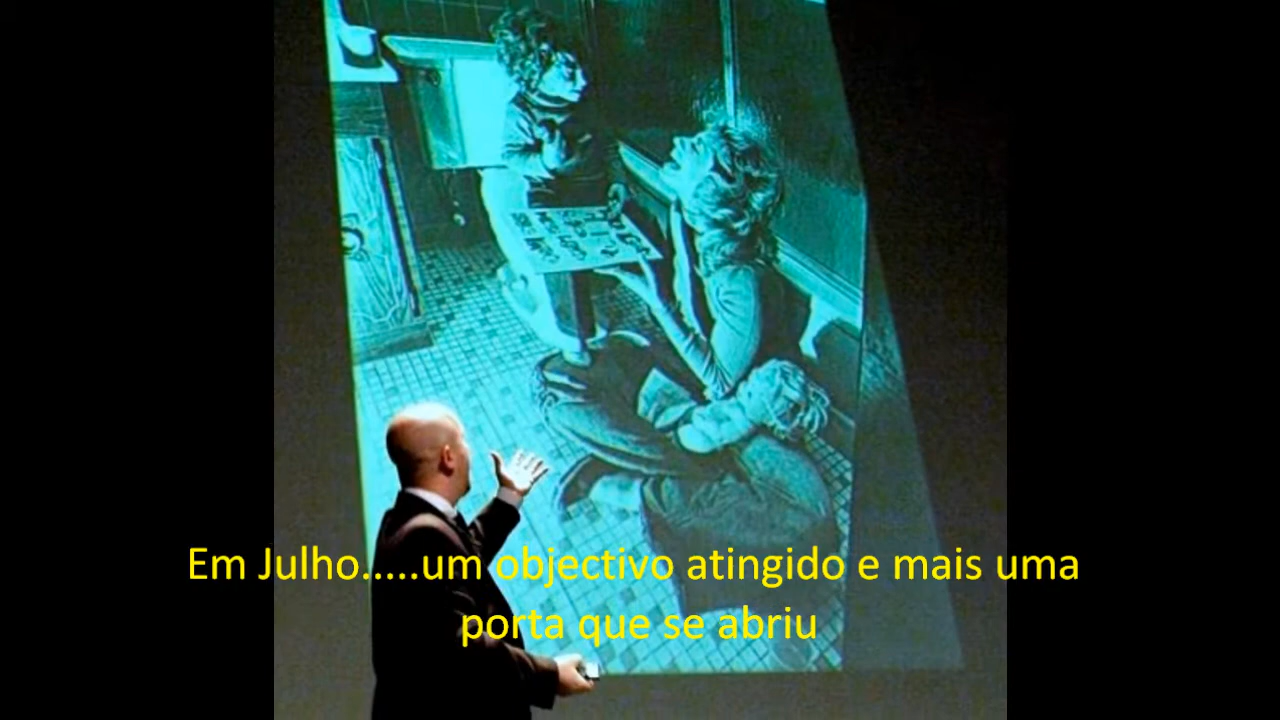 Em Julho.....um objectivo atingido e mais uma
porta que se abriu